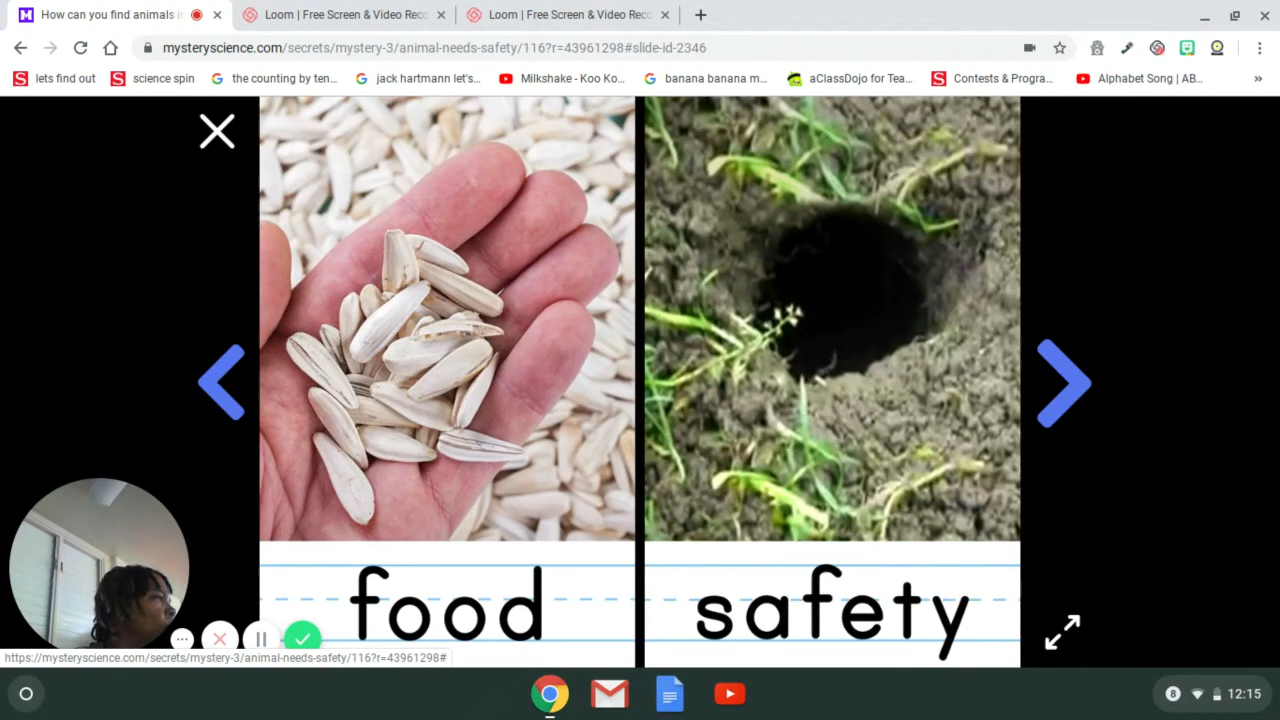 How can you find animals i
Loom | Free Screen & Video Reco
Loom | Free Screen & Video Reco
mysteryscience.com/secrets/mystery-3/animal-needs-safety/116?r=43961298#slide-id-2346
lets find out
science spin
the counting by ten...
jack hartmann let's...
Milkshake - Koo Ko...
banana banana m...
aClassDojo for Tea...
Contests & Progra...
Alphabet Song | AB...
food
safety
https://mysteryscience.com/secrets/mystery-3/animal-needs-safety/116?r=43961298#
8
12:15